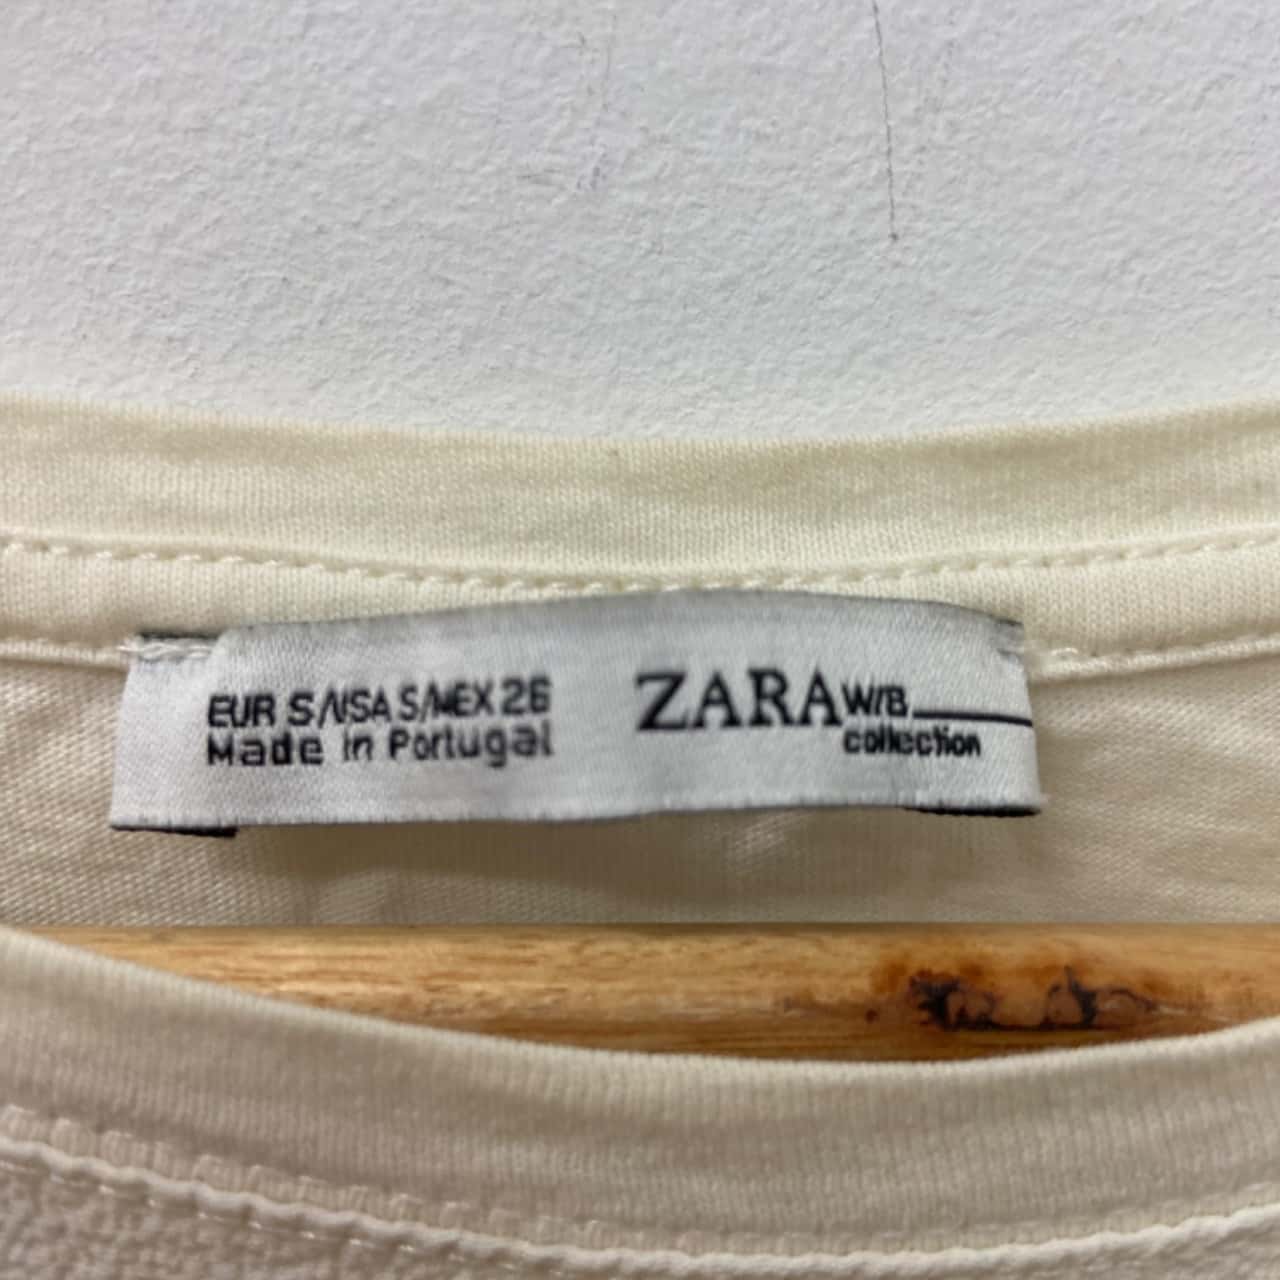 EUR S/USA S/MEX 26
Made in Portugal
ZARA W/B
collection